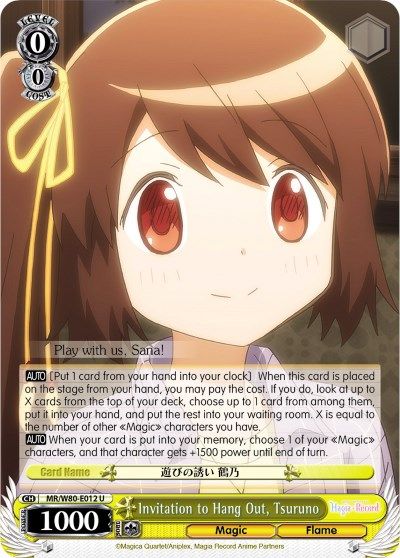 LEVEL
0
0
COST
Play with us, Sana!
AUTO [Put 1 card from your hand into your clock] When this card is placed
on the stage from your hand, you may pay the cost. If you do, look at up to
X cards from the top of your deck, choose up to 1 card from among them,
put it into your hand, and put the rest into your waiting room. X is equal to
the number of other «Magic» characters you have.
AUTO When your card is put into your memory, choose 1 of your «Magic»
characters, and that character gets +1500 power until end of turn.
Card Name 遊びの誘い 鶴乃
CH MR/W80-E012 U
POWER 1000 SOUL Invitation to Hang Out, Tsuruno Magia Record
Magic Flame
©Magica Quartet/Aniplex, Magia Record Anime Partners